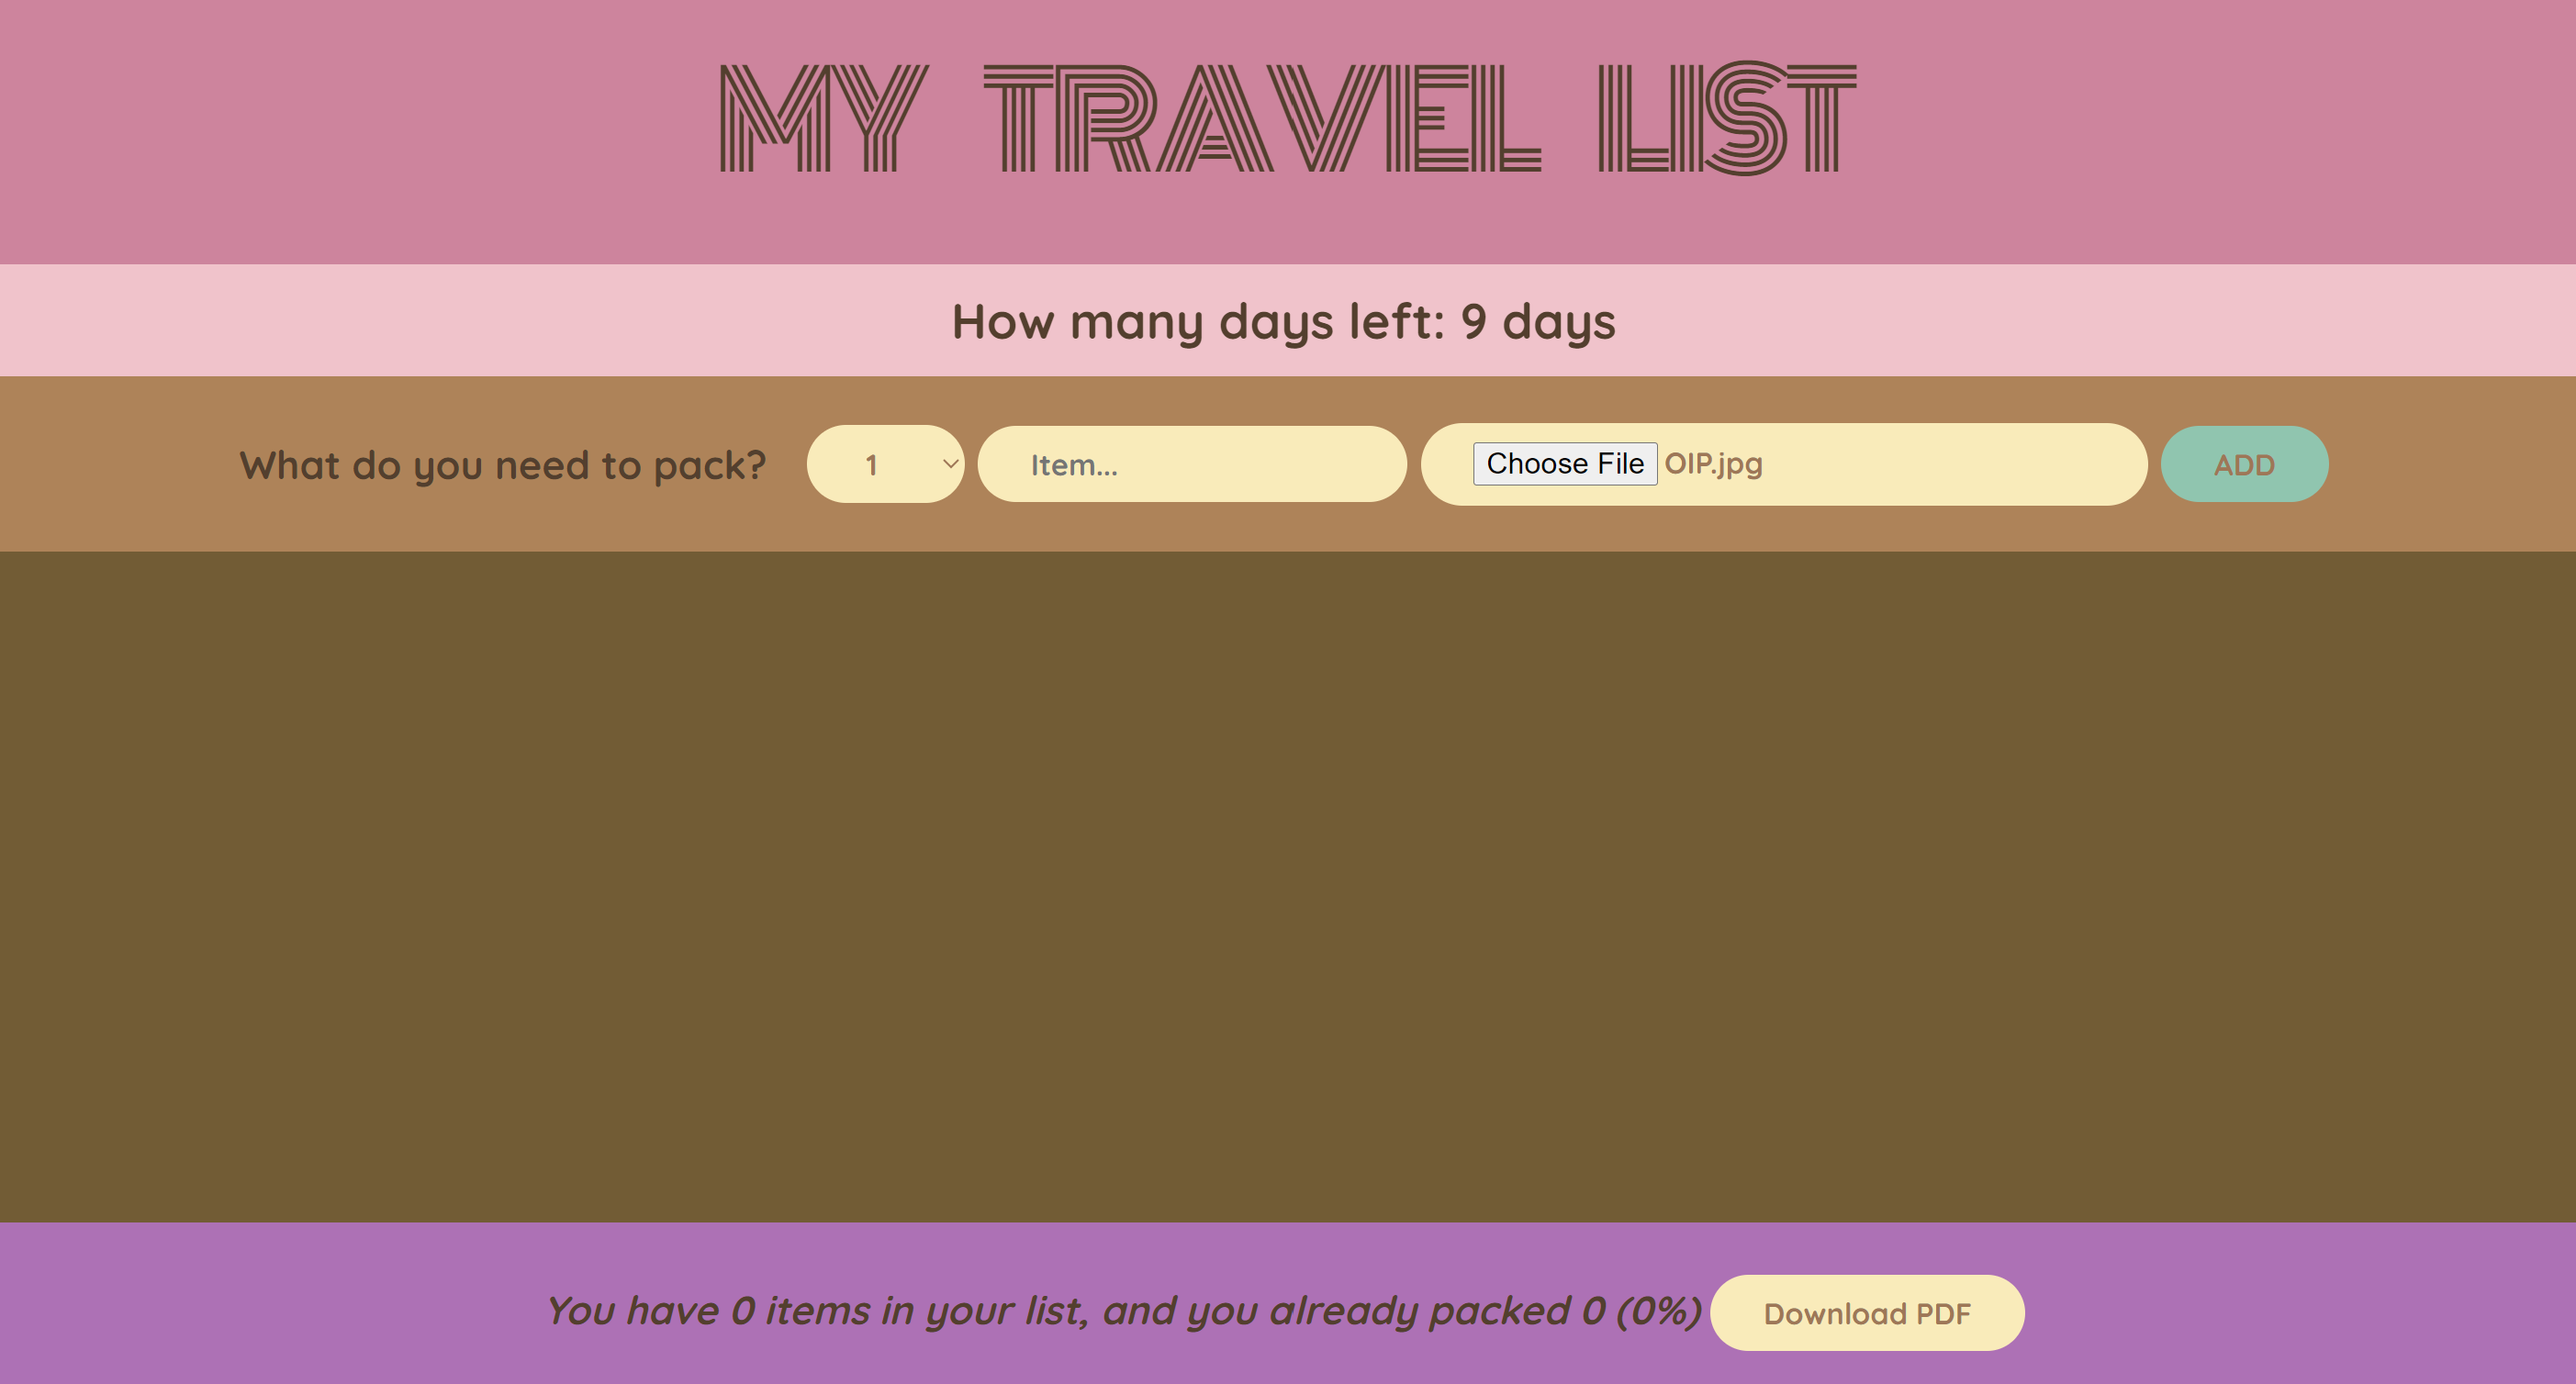 MY TRAVEL LIST
How many days left: 9 days
What do you need to pack? 1 Item... Choose File OIP.jpg ADD
You have 0 items in your list, and you already packed 0 (0%) Download PDF